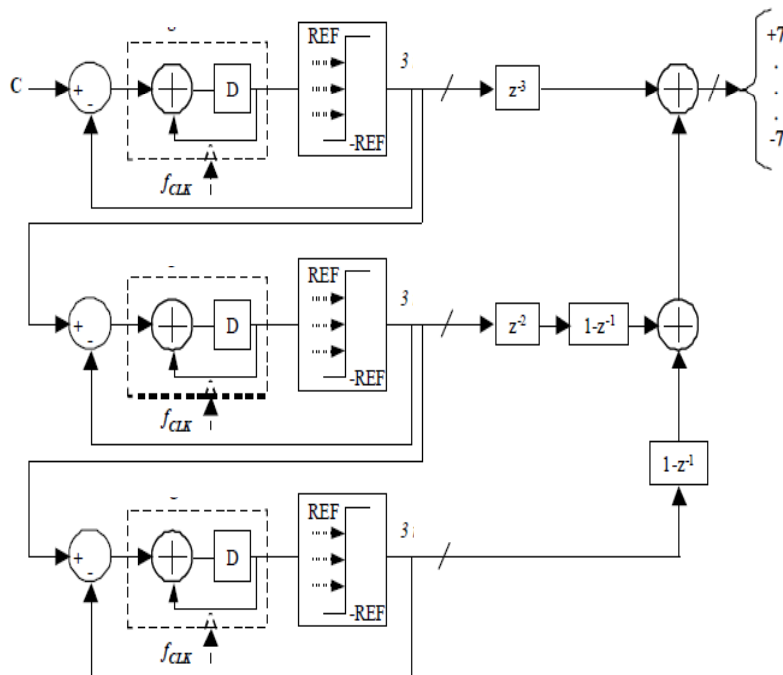 REF
3
+7
.
.
.
-7
C
+
-
D
z-3
-REF
fCLK
REF
3
+
-
D
z-2
1-z-1
-REF
fCLK
1-z-1
REF
3
+
-
D
-REF
fCLK